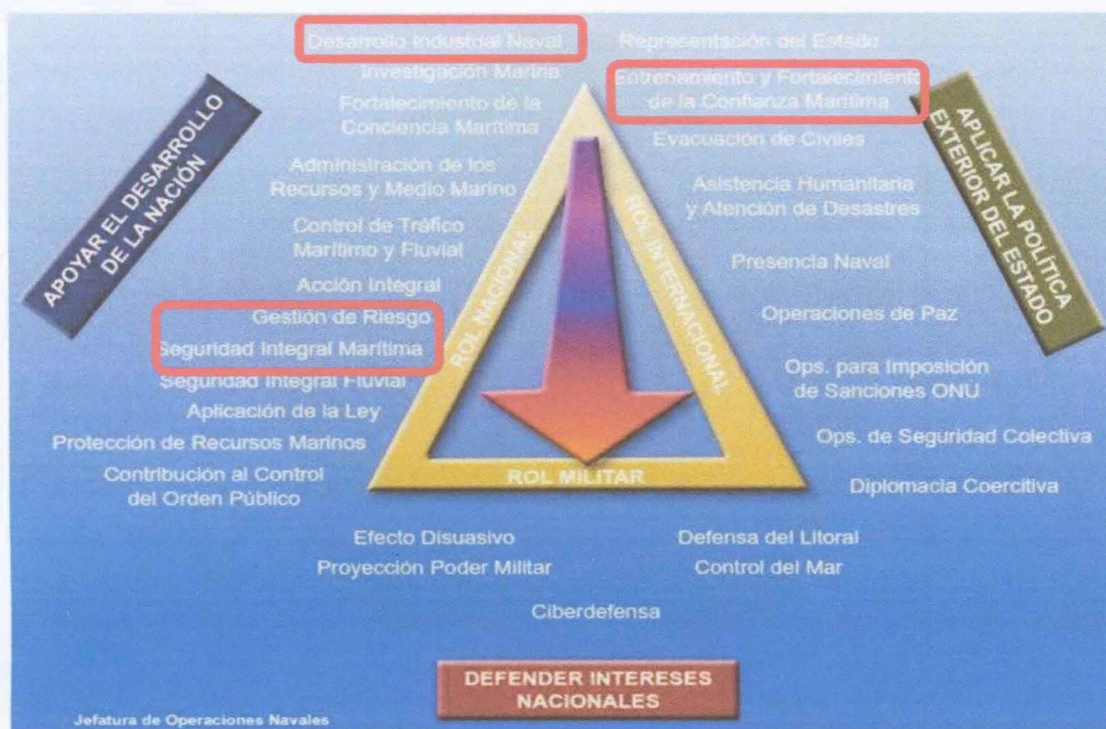 Desarrollo Industrial Naval
Investigación Marina
Fortalecimiento de la
Conciencia Marítima
Administración de los
Recursos y Medio Marino
Control de Tráfico
Marítimo y Fluvial
Acción Integral
Gestión de Riesgo
Seguridad Integral Marítima
Seguridad Integral Fluvial
Aplicación de la Ley
Protección de Recursos Marinos
Contribución al Control
del Orden Público
APOYAR EL DESARROLLO
DE LA NACIÓN
ROL NACIONAL
ROL INTERNACIONAL
ROL MILITAR
Representación del Estado
Entrenamiento y Fortalecimiento
de la Confianza Marítima
Evacuación de Civiles
Asistencia Humanitaria
y Atención de Desastres
Presencia Naval
Operaciones de Paz
Ops. para Imposición
de Sanciones ONU
Ops. de Seguridad Colectiva
Diplomacia Coercitiva
APLICAR LA POLÍTICA
EXTERIOR DEL ESTADO
Efecto Disuasivo
Proyección Poder Militar
Defensa del Litoral
Control del Mar
Ciberdefensa
DEFENDER INTERESES
NACIONALES
Jefatura de Operaciones Navales